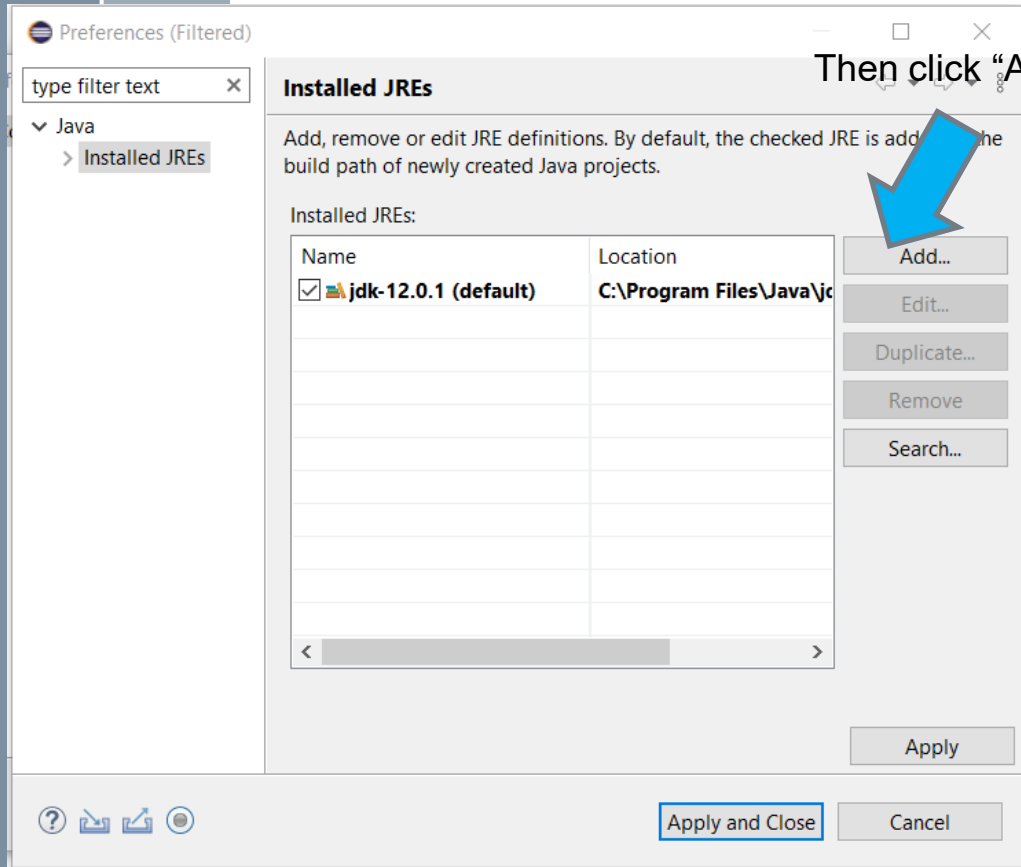 Preferences (Filtered)
Then click “A
type filter text
Installed JREs
Java
Installed JREs
Add, remove or edit JRE definitions. By default, the checked JRE is add he
build path of newly created Java projects.
Installed JREs:
Name Location
jdk-12.0.1 (default) C:\Program Files\Java\jd
Add...
Edit...
Duplicate...
Remove
Search...
Apply
Apply and Close Cancel